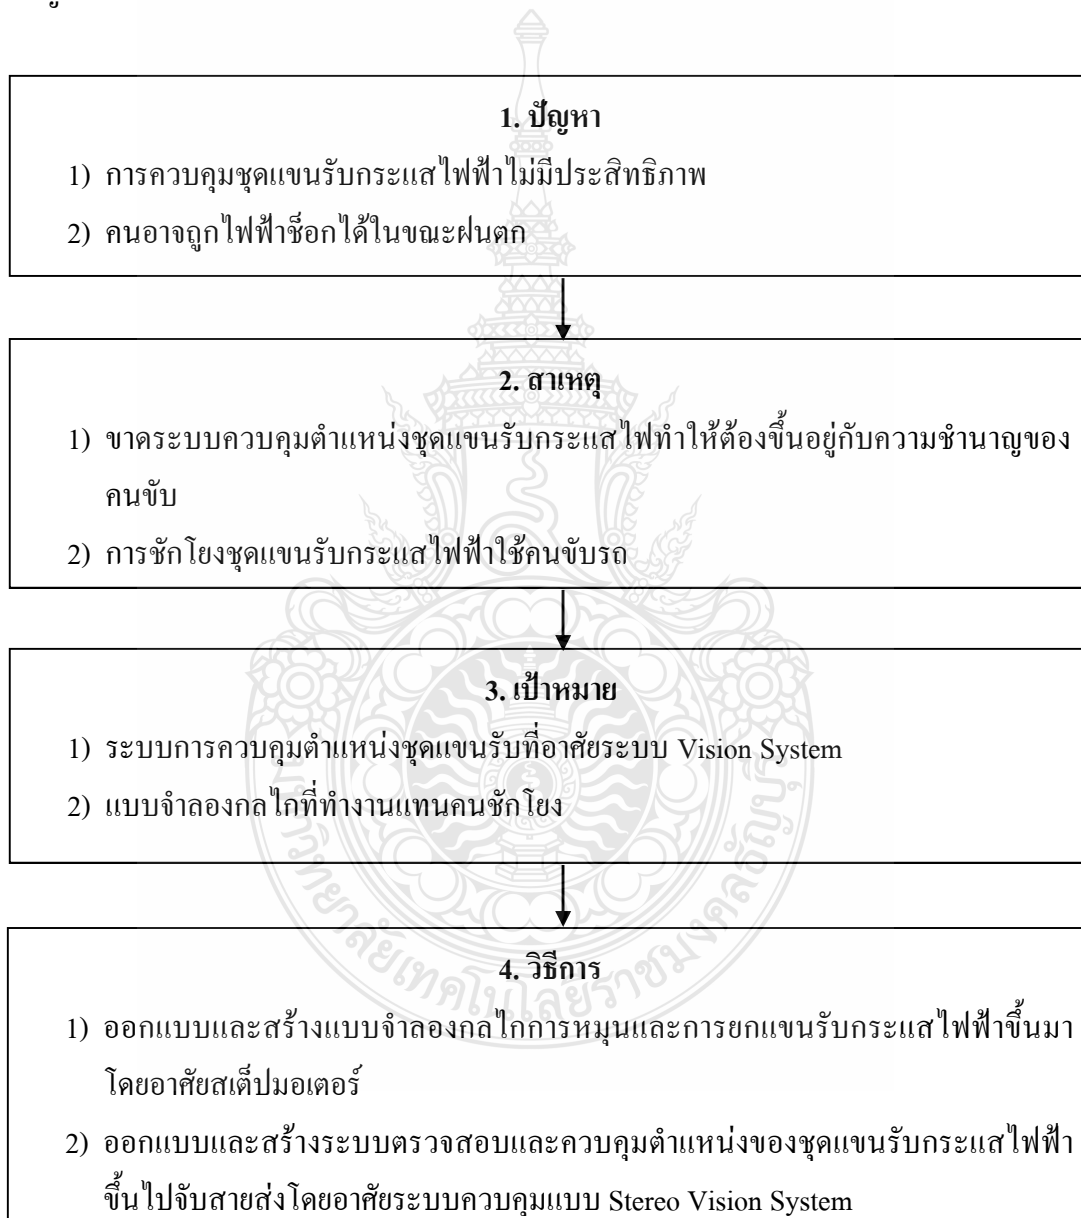 1. ปัญหา
1) การควบคุมชุดแขนรับกระแสไฟฟ้าไม่มีประสิทธิภาพ
2) คนอาจถูกไฟฟ้าช็อกได้ในขณะฝนตก
2. สาเหตุ
1) ขาดระบบควบคุมตำแหน่งชุดแขนรับกระแสไฟทำให้ต้องขึ้นอยู่กับความชำนาญของ
คนขับ
2) การชักโยงชุดแขนรับกระแสไฟฟ้าใช้คนขับรถ
3. เป้าหมาย
1) ระบบการควบคุมตำแหน่งชุดแขนรับที่อาศัยระบบ Vision System
2) แบบจำลองกลไกที่ทำงานแทนคนชักโยง
4. วิธีการ
1) ออกแบบและสร้างแบบจำลองกลไกการหมุนและการยกแขนรับกระแสไฟฟ้าขึ้นมา
โดยอาศัยสเต็ปมอเตอร์
2) ออกแบบและสร้างระบบตรวจสอบและควบคุมตำแหน่งของชุดแขนรับกระแสไฟฟ้า
ขึ้นไปจับสายส่งโดยอาศัยระบบควบคุมแบบ Stereo Vision System